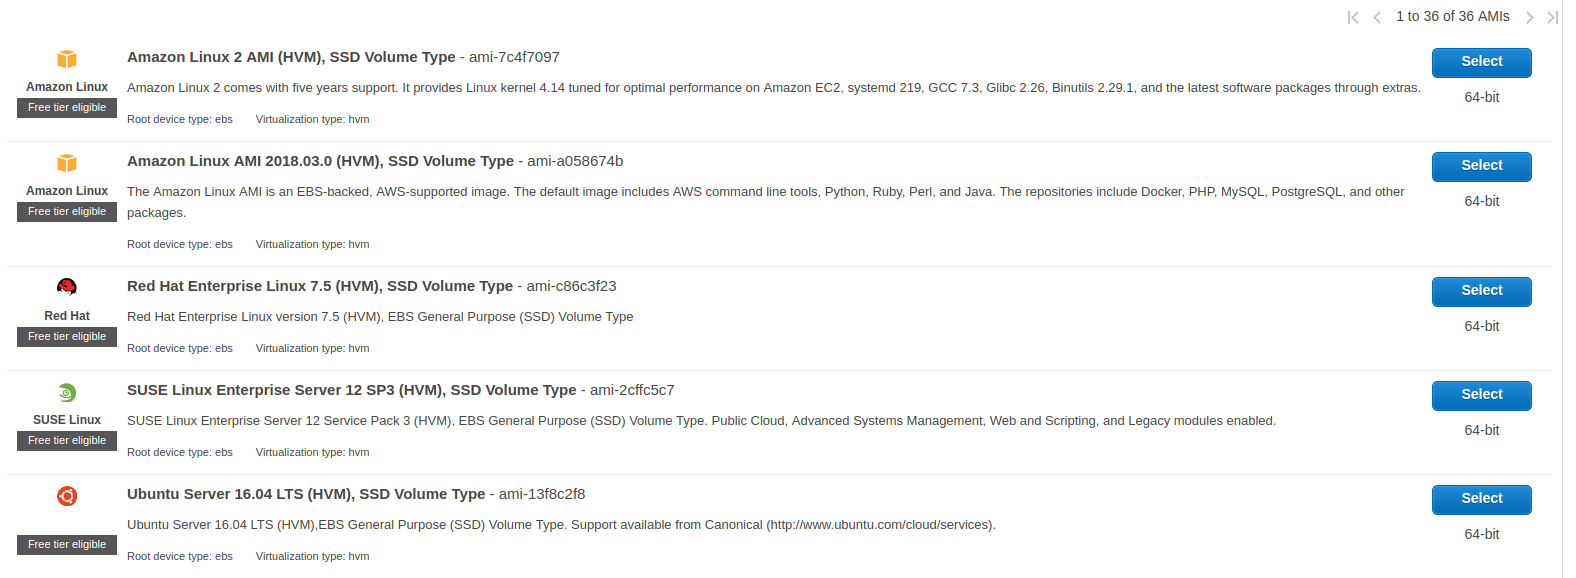 1 to 36 of 36 AMIs
Amazon Linux
Free tier eligible
Amazon Linux 2 AMI (HVM), SSD Volume Type - ami-7c4f7097
Amazon Linux 2 comes with five years support. It provides Linux kernel 4.14 tuned for optimal performance on Amazon EC2, systemd 219, GCC 7.3, Glibc 2.26, Binutils 2.29.1, and the latest software packages through extras.
Root device type: ebs Virtualization type: hvm
Select
64-bit
Amazon Linux
Free tier eligible
Amazon Linux AMI 2018.03.0 (HVM), SSD Volume Type - ami-a058674b
The Amazon Linux AMI is an EBS-backed, AWS-supported image. The default image includes AWS command line tools, Python, Ruby, Perl, and Java. The repositories include Docker, PHP, MySQL, PostgreSQL, and other
packages.
Root device type: ebs Virtualization type: hvm
Select
64-bit
Red Hat
Free tier eligible
Red Hat Enterprise Linux 7.5 (HVM), SSD Volume Type - ami-c86c3f23
Red Hat Enterprise Linux version 7.5 (HVM), EBS General Purpose (SSD) Volume Type
Root device type: ebs Virtualization type: hvm
Select
64-bit
SUSE Linux
Free tier eligible
SUSE Linux Enterprise Server 12 SP3 (HVM), SSD Volume Type - ami-2cffc5c7
SUSE Linux Enterprise Server 12 Service Pack 3 (HVM), EBS General Purpose (SSD) Volume Type. Public Cloud, Advanced Systems Management, Web and Scripting, and Legacy modules enabled.
Root device type: ebs Virtualization type: hvm
Select
64-bit
Free tier eligible
Ubuntu Server 16.04 LTS (HVM), SSD Volume Type - ami-13f8c2f8
Ubuntu Server 16.04 LTS (HVM),EBS General Purpose (SSD) Volume Type. Support available from Canonical (http://www.ubuntu.com/cloud/services).
Root device type: ebs Virtualization type: hvm
Select
64-bit